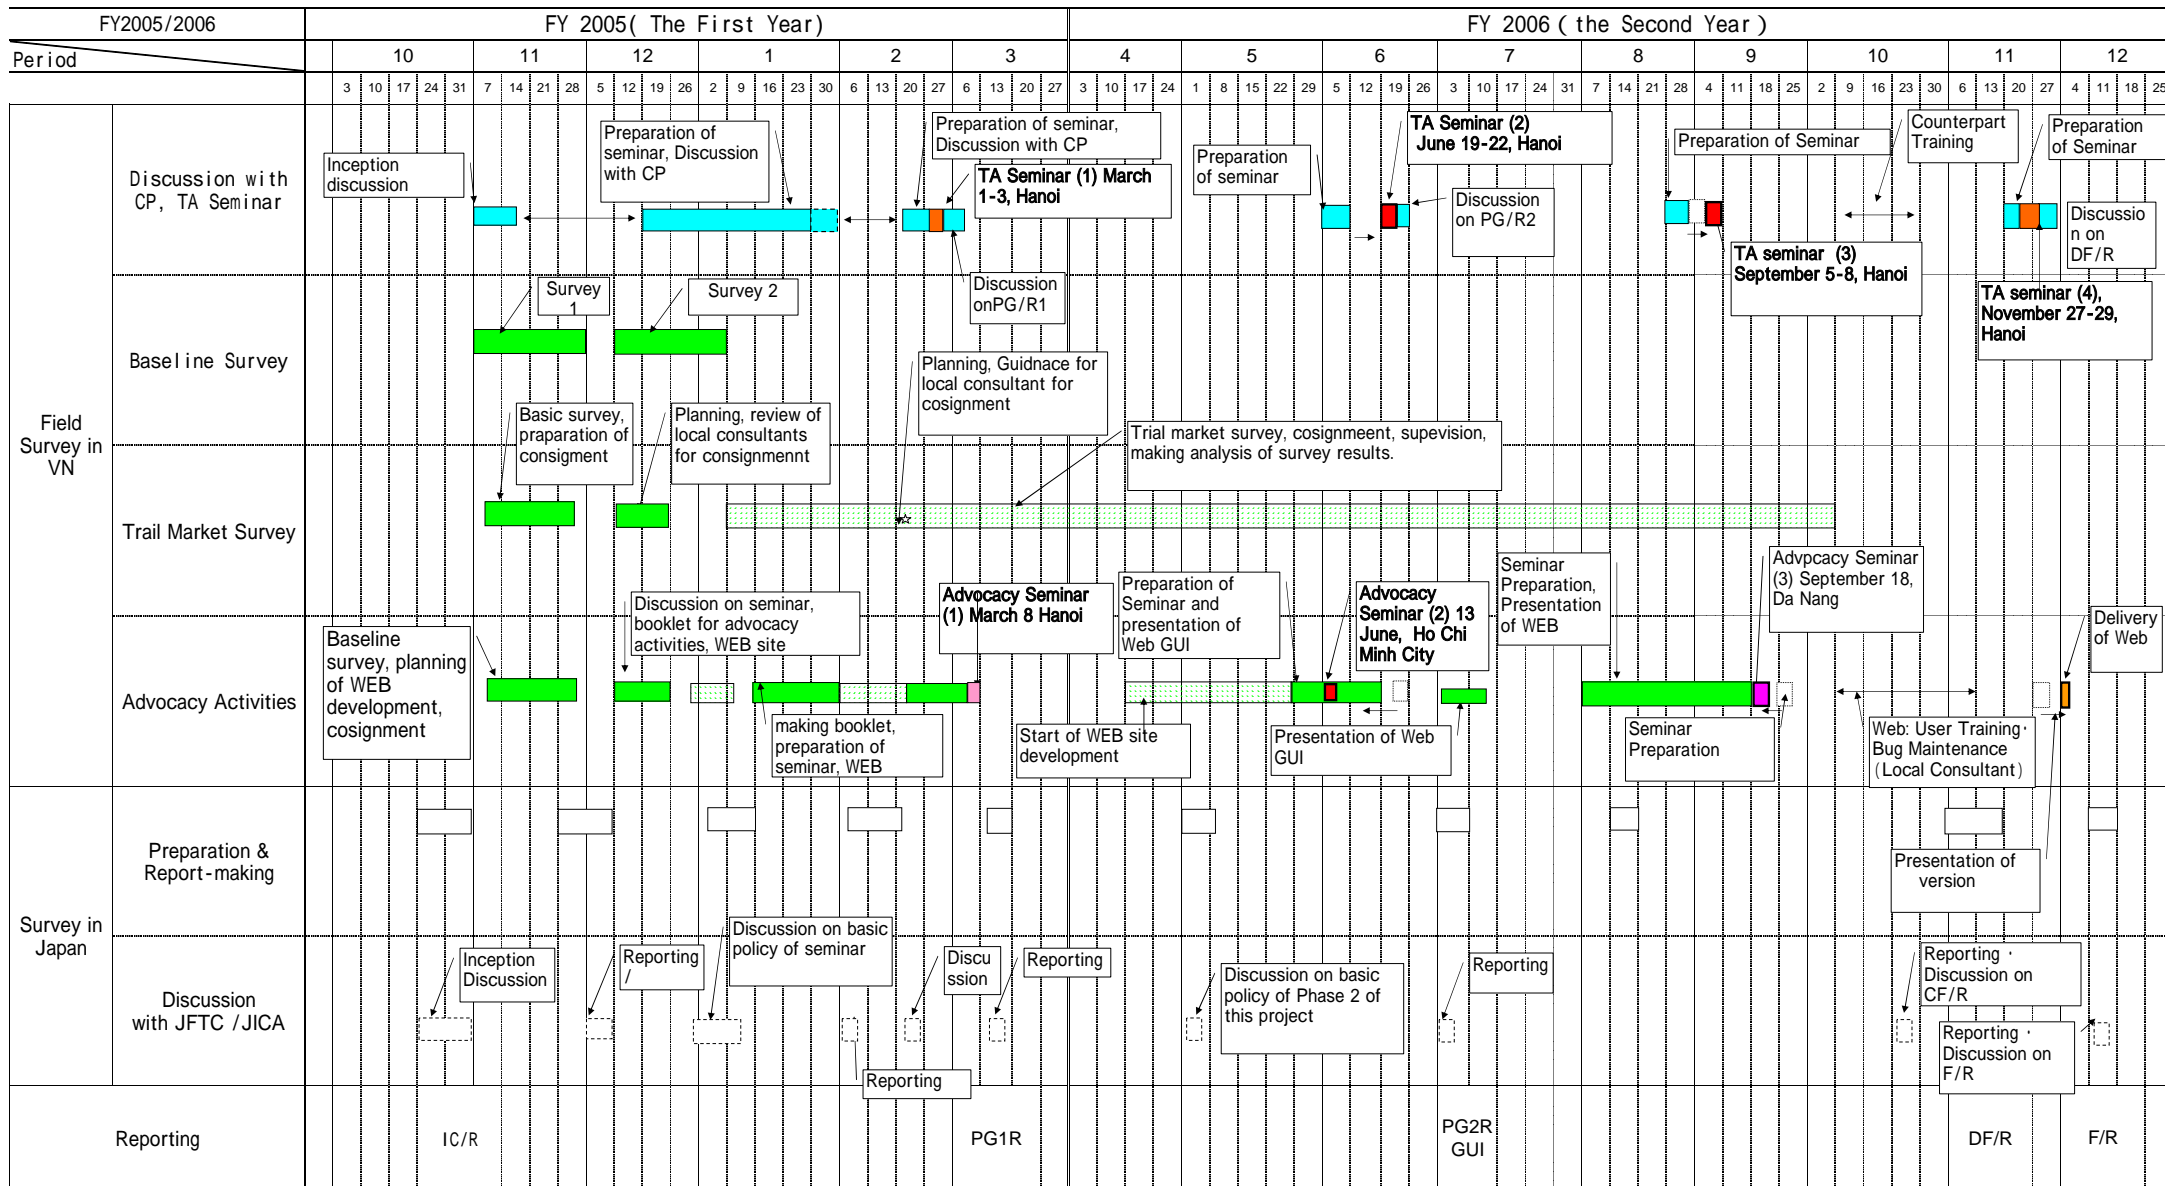 FY2005/2006
FY 2005( The First Year)
FY 2006 ( the Second Year )
Period
10 11 12 1 2 3 4 5 6 7 8 9 10 11 12
3 10 17 24 31 7 14 21 28 5 12 19 26 2 9 16 23 30 6 13 20 27 6 13 20 27 3 10 17 24 1 8 15 22 29 5 12 19 26 3 10 17 24 31 7 14 21 28 4 11 18 25 2 9 16 23 30 6 13 20 27 4 11 18 25
Field
Survey in
VN
Discussion with
CP, TA Seminar
Inception
discussion
Preparation of
seminar, Discussion
with CP
Preparation of seminar,
Discussion with CP
TA Seminar (1) March
1-3, Hanoi
Discussion
onPG/R1
Preparation
of seminar
TA Seminar (2)
June 19-22, Hanoi
Discussion
on PG/R2
Preparation of Seminar
TA seminar (3)
September 5-8, Hanoi
Counterpart
Training
Preparation
of Seminar
Discussio
n on
DF/R
TA seminar (4),
November 27-29,
Hanoi
Baseline Survey
Survey
1
Survey 2
Planning, Guidnace for
local consultant for
cosignment
Trail Market Survey
Basic survey,
praparation of
consigment
Planning, review of
local consultants
for consignmennt
Trial market survey, cosignmeent, supevision,
making analysis of survey results.
☆
Advocacy Activities
Baseline
survey, planning
of WEB
development,
cosignment
Discussion on seminar,
booklet for advocacy
activities, WEB site
making booklet,
preparation of
seminar, WEB
Advocacy Seminar
(1) March 8 Hanoi
Start of WEB site
development
Preparation of
Seminar and
presentation of
Web GUI
Advocacy
Seminar (2) 13
June, Ho Chi
Minh City
Presentation of Web
GUI
Seminar
Preparation,
Presentation
of WEB
Seminar
Preparation
Advpcacy Seminar
(3) September 18,
Da Nang
Web: User Training·
Bug Maintenance
(Local Consultant)
Delivery
of Web
Survey in
Japan
Preparation &
Report-making
Presentation of
version
Discussion
with JFTC /JICA
Inception
Discussion
Reporting
/
Discussion on basic
policy of seminar
Reporting
Discu
ssion
Reporting
Discussion on basic
policy of Phase 2 of
this project
Reporting
Reporting ·
Discussion on
CF/R
Reporting ·
Discussion on
F/R
Reporting
IC/R
PG1R
PG2R
GUI
DF/R
F/R